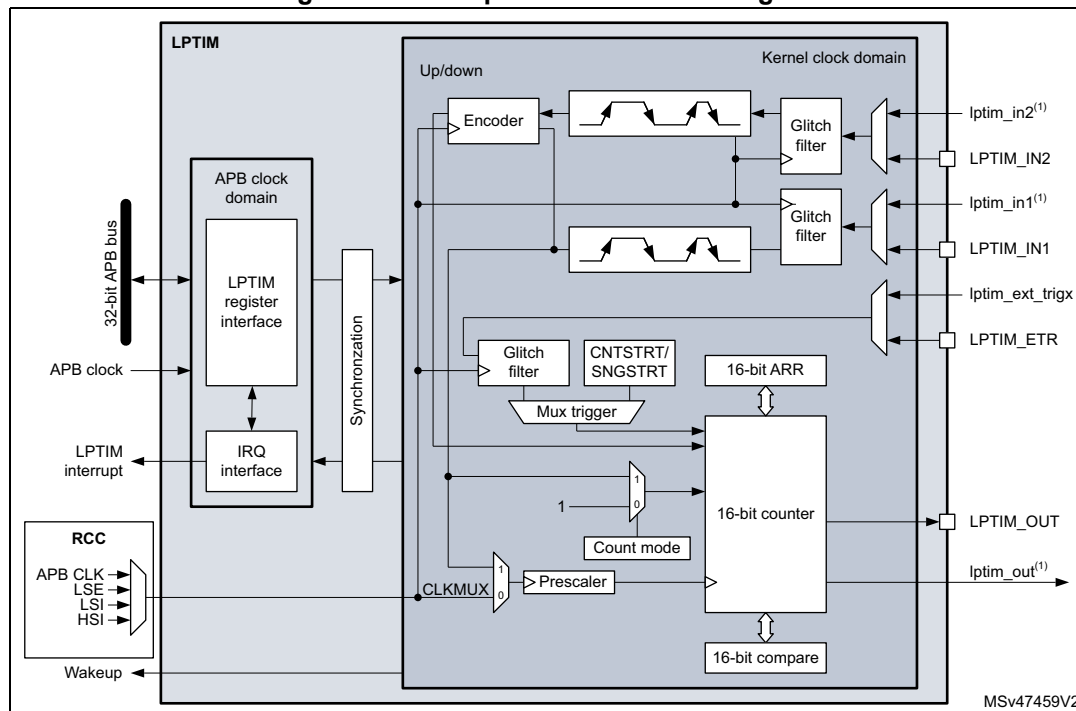 LPTIM
Kernel clock domain
Up/down
Encoder
Glitch
filter
lptim_in2(1)
LPTIM_IN2
APB clock
domain
Glitch
filter
lptim_in1(1)
LPTIM_IN1
32-bit APB bus
LPTIM
register
interface
Synchronzation
lptim_ext_trigx
LPTIM_ETR
APB clock
Glitch
filter
CNTSTRT/
SNGSTRT
16-bit ARR
Mux trigger
LPTIM
interrupt
IRQ
interface
1
1
0
16-bit counter
LPTIM_OUT
Count mode
RCC
APB CLK
LSE
LSI
HSI
CLKMUX
1
0
Prescaler
lptim_out(1)
16-bit compare
Wakeup
MSv47459V2